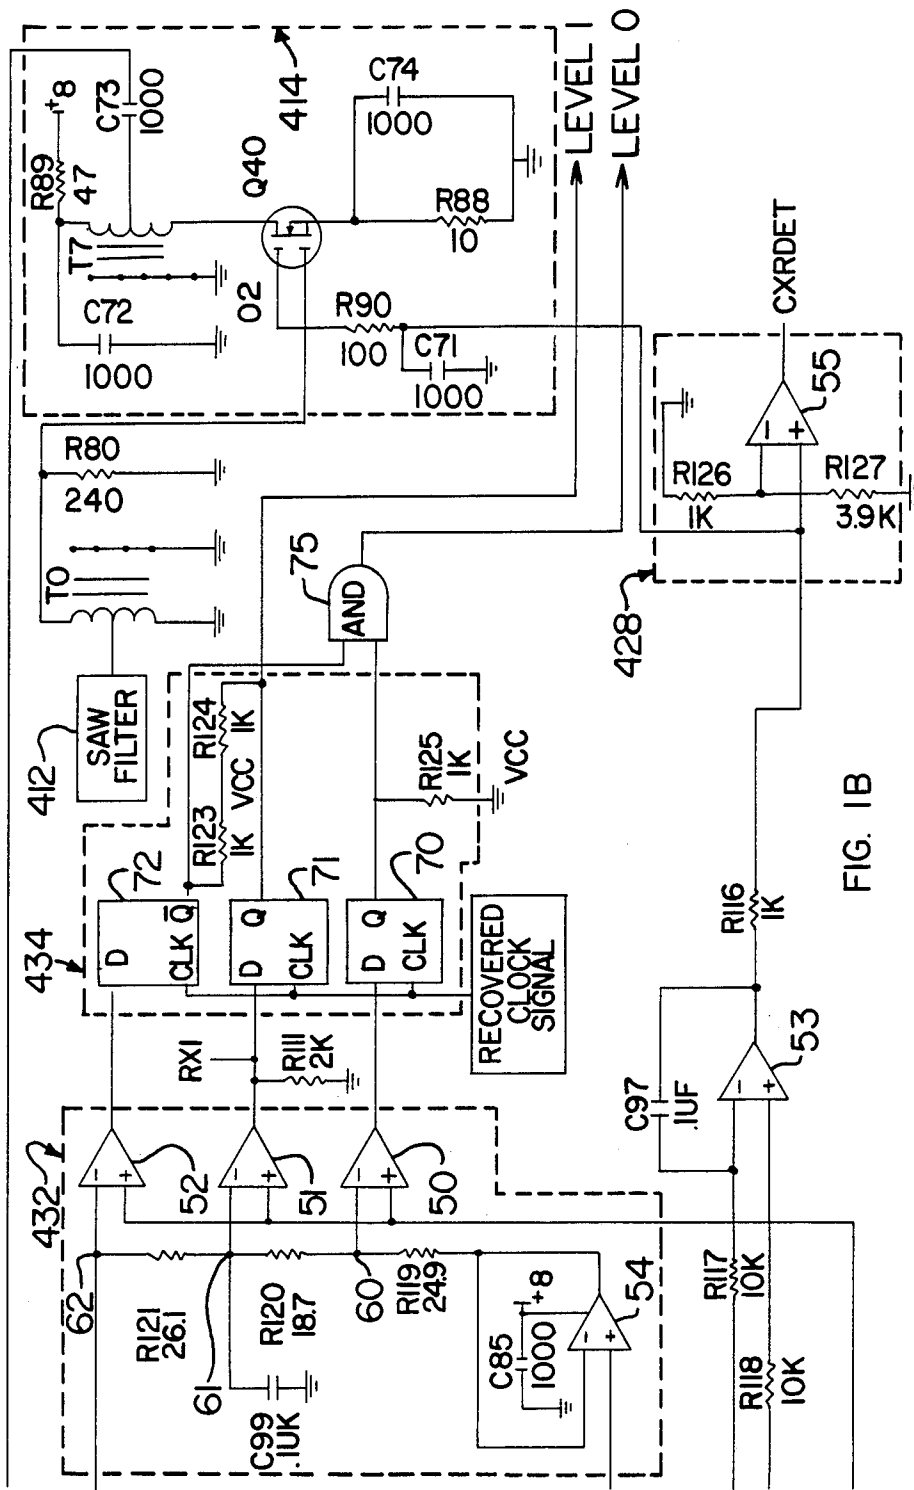 414
+8
R89
47
C73
1000
T7
C72
1000
Q40
O2
R90
100
C71
1000
C74
1000
R88
10
LEVEL 1
LEVEL 0
R80
240
TO
SAW
FILTER
412
75
AND
R124
1K
VCC
R123
1K
R125
1K
VCC
434
72
D
CLK
Q̅
71
D
Q
CLK
70
D
Q
CLK
RECOVERED
CLOCK
SIGNAL
RX1
R111
2K
432
52
51
50
62
R121
26.1
61
R120
18.7
60
R119
24.9
C99
.1UK
C85
1000
+8
54
428
R126
1K
R127
3.9K
55
CXRDET
R116
1K
C97
.1UF
53
R117
10K
R118
10K
FIG. 1B